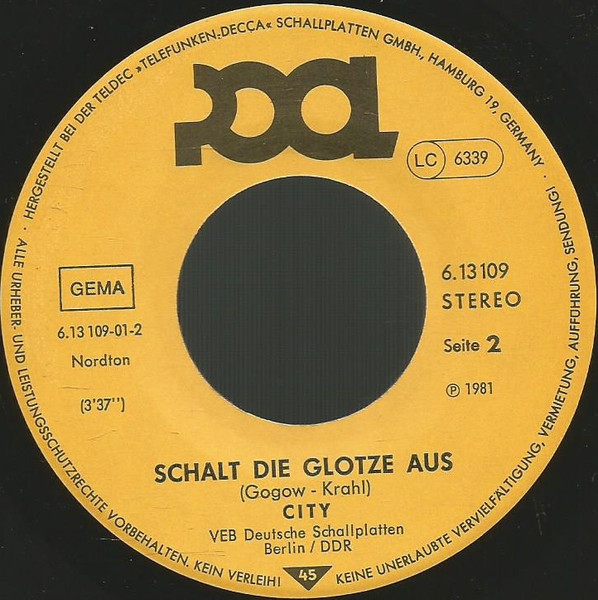 · HERGESTELLT BEI DER TELDEC »TELEFUNKEN-DECCA« SCHALLPLATTEN GMBH, HAMBURG 19, GERMANY ·
POOL
LC 6339
GEMA
6.13 109-01-2
Nordton
(3'37'')
6.13109
STEREO
Seite 2
Ⓟ 1981
SCHALT DIE GLOTZE AUS
(Gogow - Krahl)
CITY
VEB Deutsche Schallplatten
Berlin / DDR
45
ALLE URHEBER- UND LEISTUNGSSCHUTZRECHTE VORBEHALTEN. KEIN VERLEIH! KEINE UNERLAUBTE VERVIELFÄLTIGUNG, VERMIETUNG, AUFFÜHRUNG, SENDUNG! ·